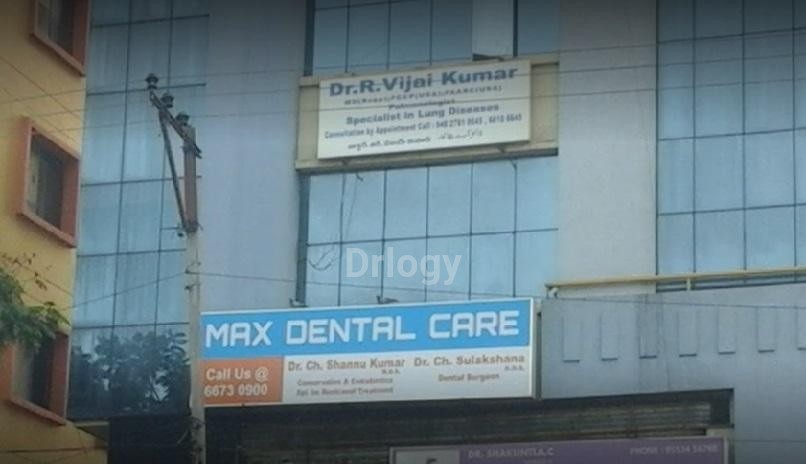 Dr.R.Vijai Kumar
Pulmonologist
Specialist in Lung Diseases
Consultation by Appointment Call :
Drlogy
MAX DENTAL CARE
Dr. Ch. Shannu Kumar
M.D.S.
Conservative & Endodontics
Spl in: Rootcanal Treatment
Dr. Ch. Sulakshana
B.D.S.
Dental Surgeon
Call Us @
6673 0900
DR. SHAKUNTLA.C
PHONE :